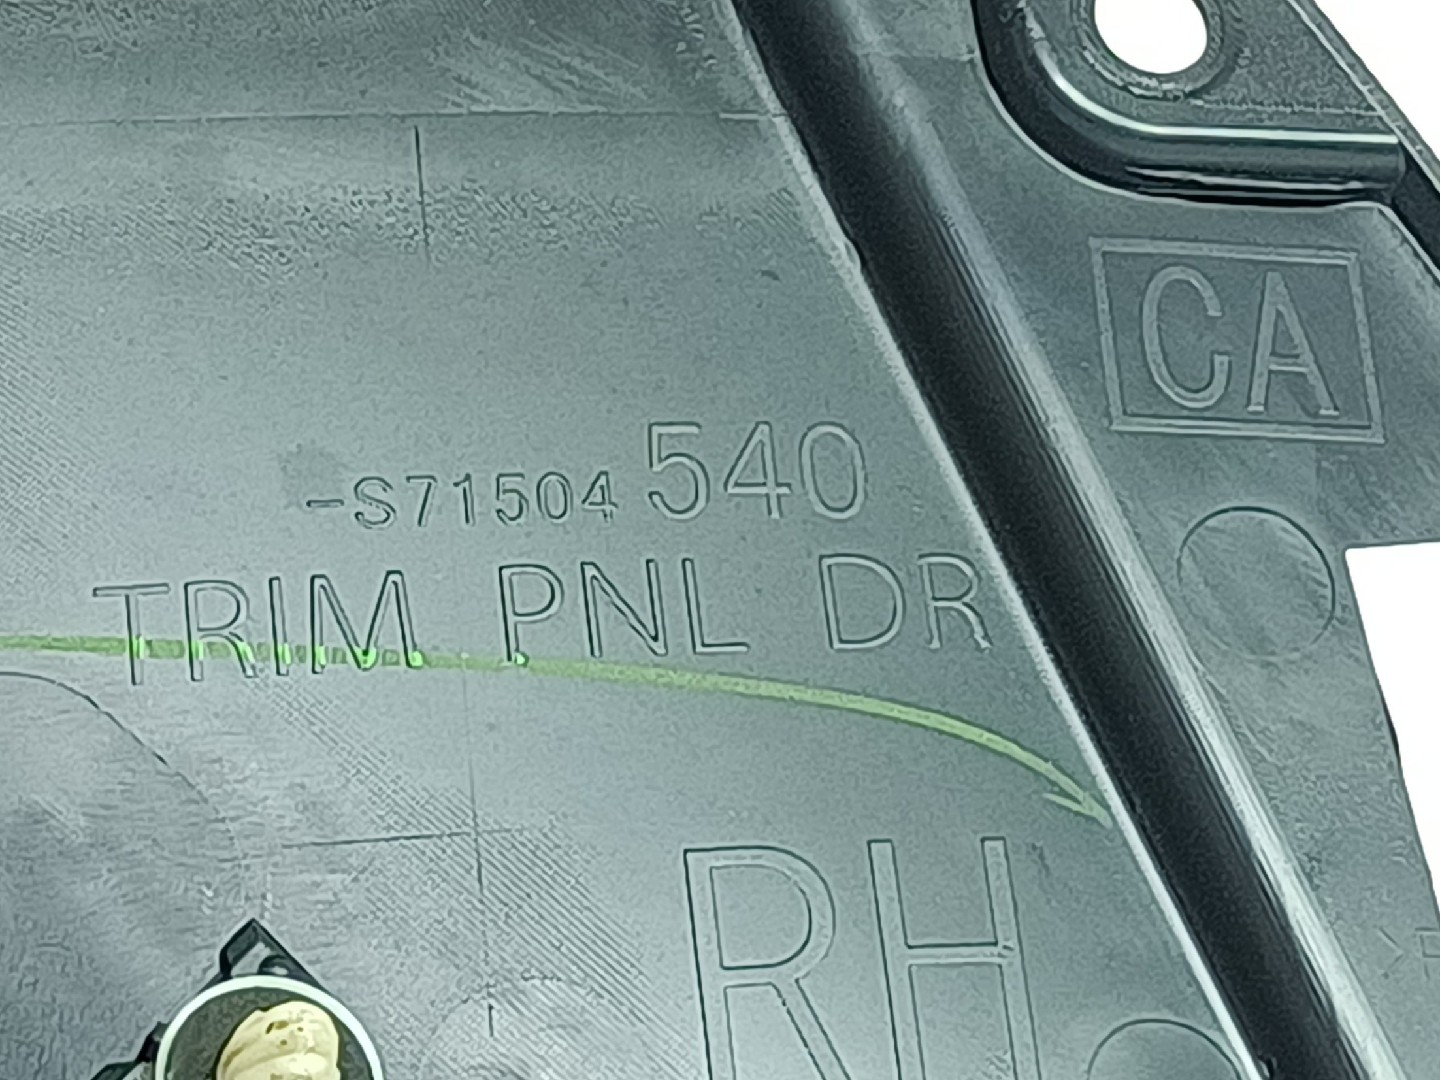 CA
-S71504 540
TRIM PNL DR
RH